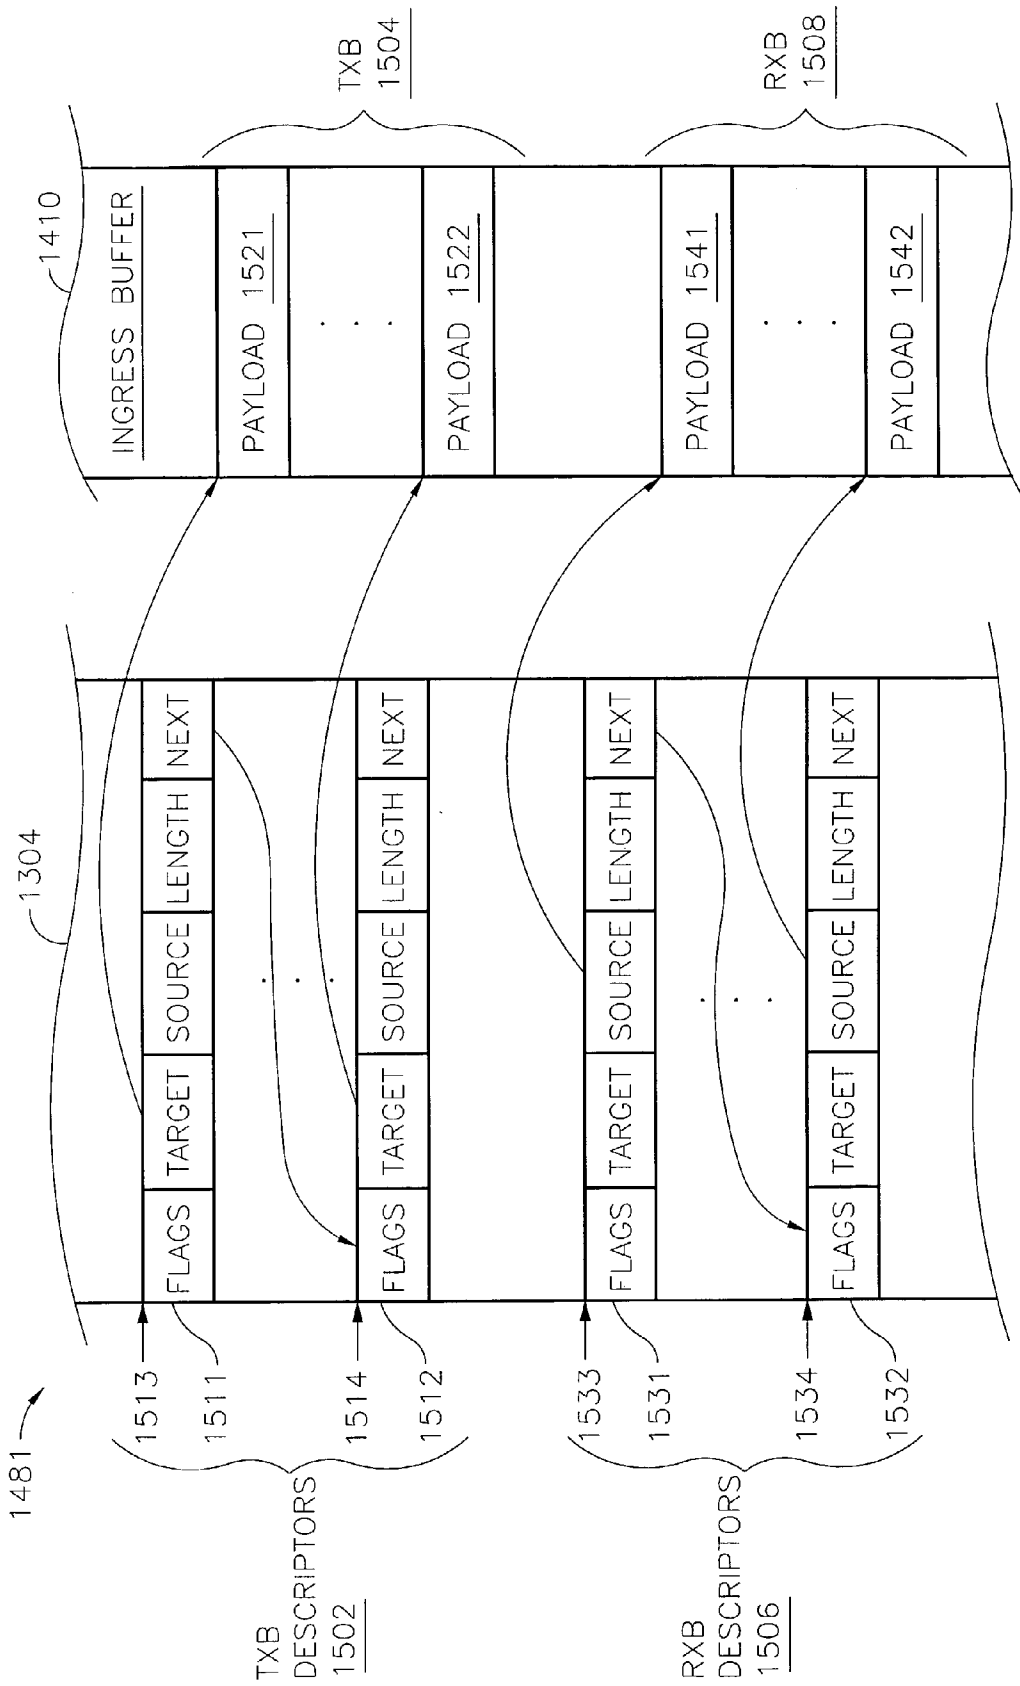 1481
1304
1410
INGRESS BUFFER
1513
1511
FLAGS TARGET SOURCE LENGTH NEXT
PAYLOAD 1521
TXB
1504
TXB
DESCRIPTORS
1502
. . .
. . .
1514
1512
FLAGS TARGET SOURCE LENGTH NEXT
PAYLOAD 1522
1533
1531
FLAGS TARGET SOURCE LENGTH NEXT
PAYLOAD 1541
RXB
1508
RXB
DESCRIPTORS
1506
. . .
. . .
1534
1532
FLAGS TARGET SOURCE LENGTH NEXT
PAYLOAD 1542